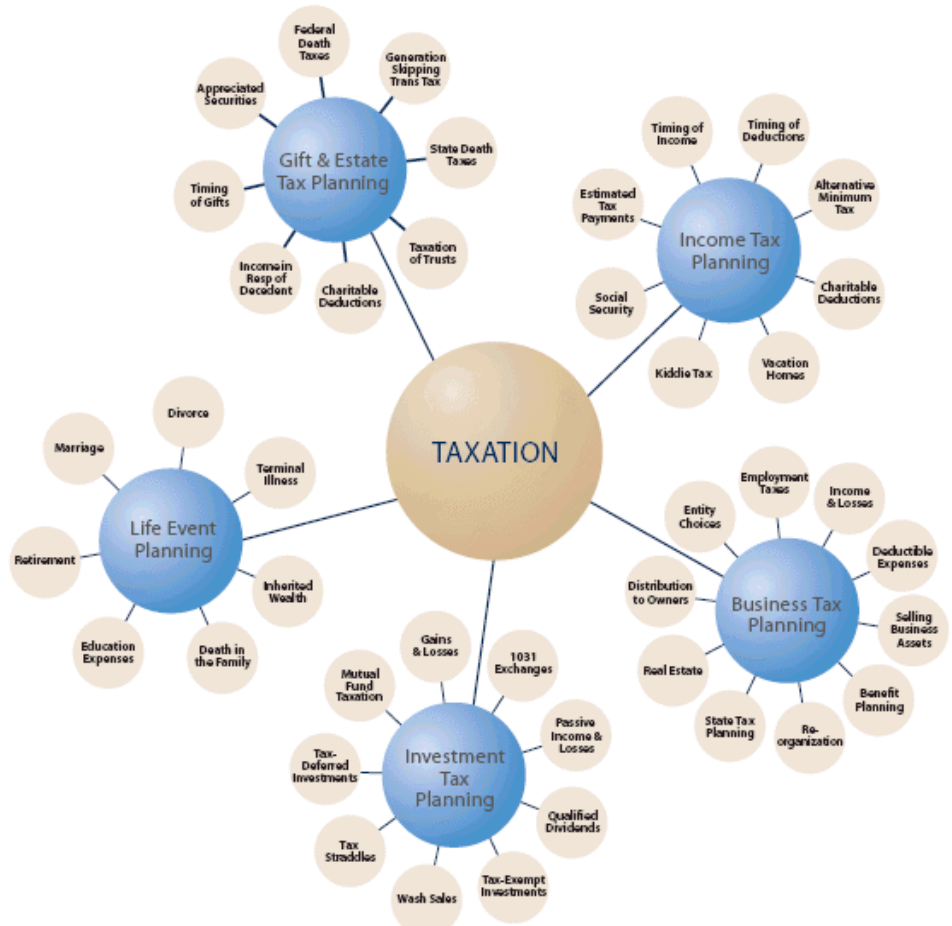 Federal
Death
Taxes
Generation
Skipping
Trans Tax
Appreciated
Securities
State Death
Taxes
Gift & Estate
Tax Planning
Timing
of Gifts
Taxation
of Trusts
Income in
Resp of
Decedent
Charitable
Deductions
Timing of
Income
Timing of
Deductions
Estimated
Tax
Payments
Alternative
Minimum
Tax
Income Tax
Planning
Social
Security
Charitable
Deductions
Kiddie Tax
Vacation
Homes
TAXATION
Divorce
Marriage
Terminal
Illness
Life Event
Planning
Retirement
Inherited
Wealth
Education
Expenses
Death in
the Family
Employment
Taxes
Income
& Losses
Entity
Choices
Deductible
Expenses
Distribution
to Owners
Business Tax
Planning
Selling
Business
Assets
Real Estate
Benefit
Planning
State Tax
Planning
Re-
organization
Gains
& Losses
1031
Exchanges
Mutual
Fund
Taxation
Passive
Income &
Losses
Tax-
Deferred
Investments
Investment
Tax
Planning
Qualified
Dividends
Tax
Straddles
Wash Sales
Tax-Exempt
Investments